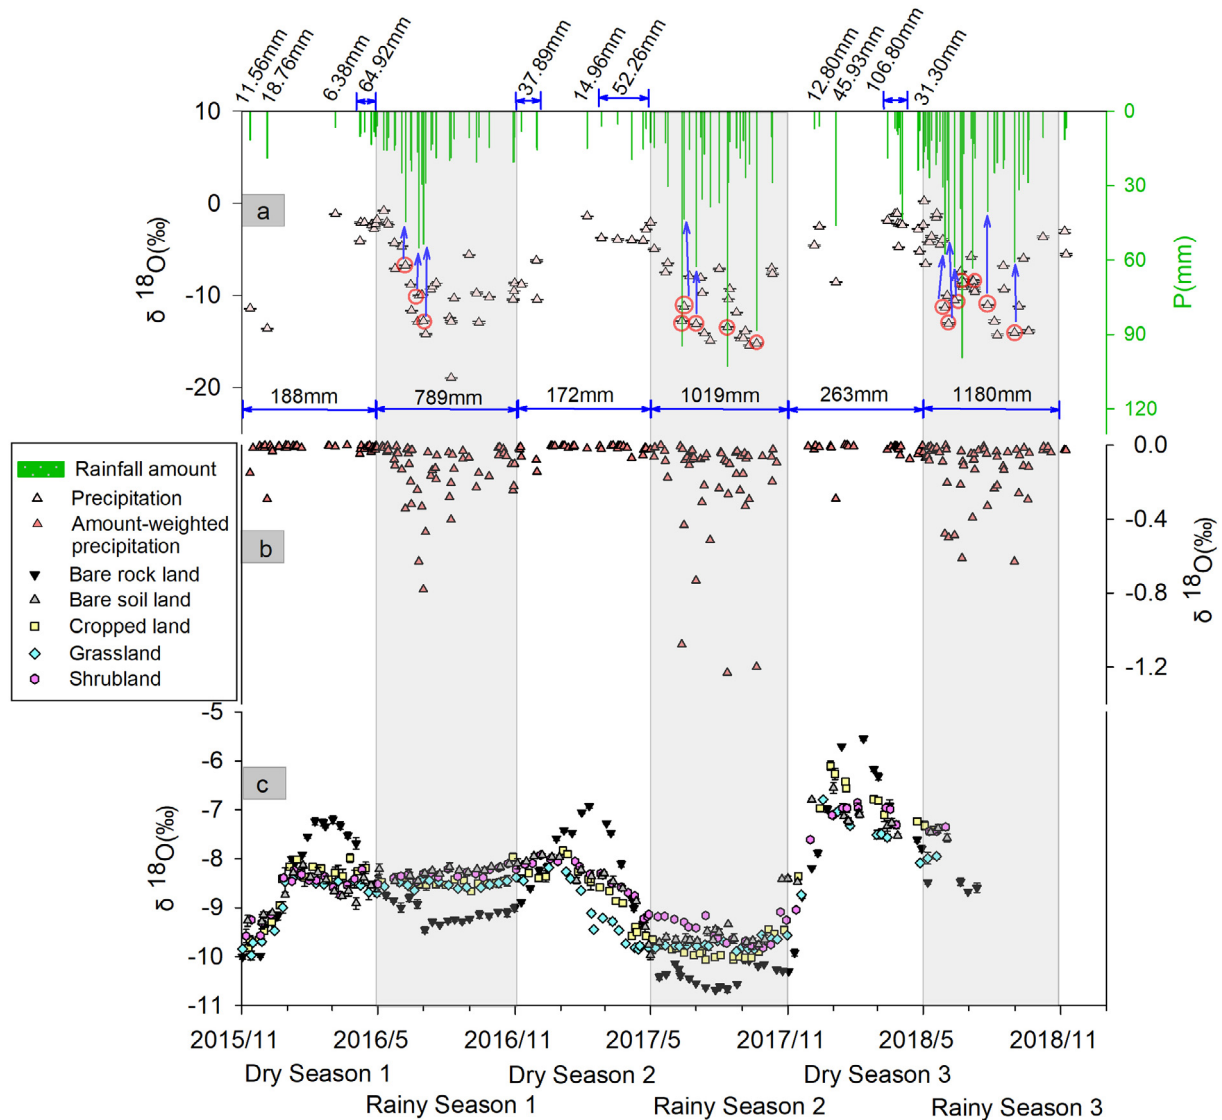 11.56mm
18.76mm
6.38mm
64.92mm
37.89mm
14.96mm
52.26mm
12.80mm
45.93mm
106.80mm
31.30mm
10
0
-10
-20
δ 18O(‰)
a
0
30
60
90
120
P(mm)
188mm
789mm
172mm
1019mm
263mm
1180mm
Rainfall amount
Precipitation
Amount-weighted
precipitation
Bare rock land
Bare soil land
Cropped land
Grassland
Shrubland
b
0.0
-0.4
-0.8
-1.2
δ 18O(‰)
-5
-6
-7
-8
-9
-10
-11
δ 18O(‰)
c
2015/11
2016/5
2016/11
2017/5
2017/11
2018/5
2018/11
Dry Season 1
Dry Season 2
Dry Season 3
Rainy Season 1
Rainy Season 2
Rainy Season 3